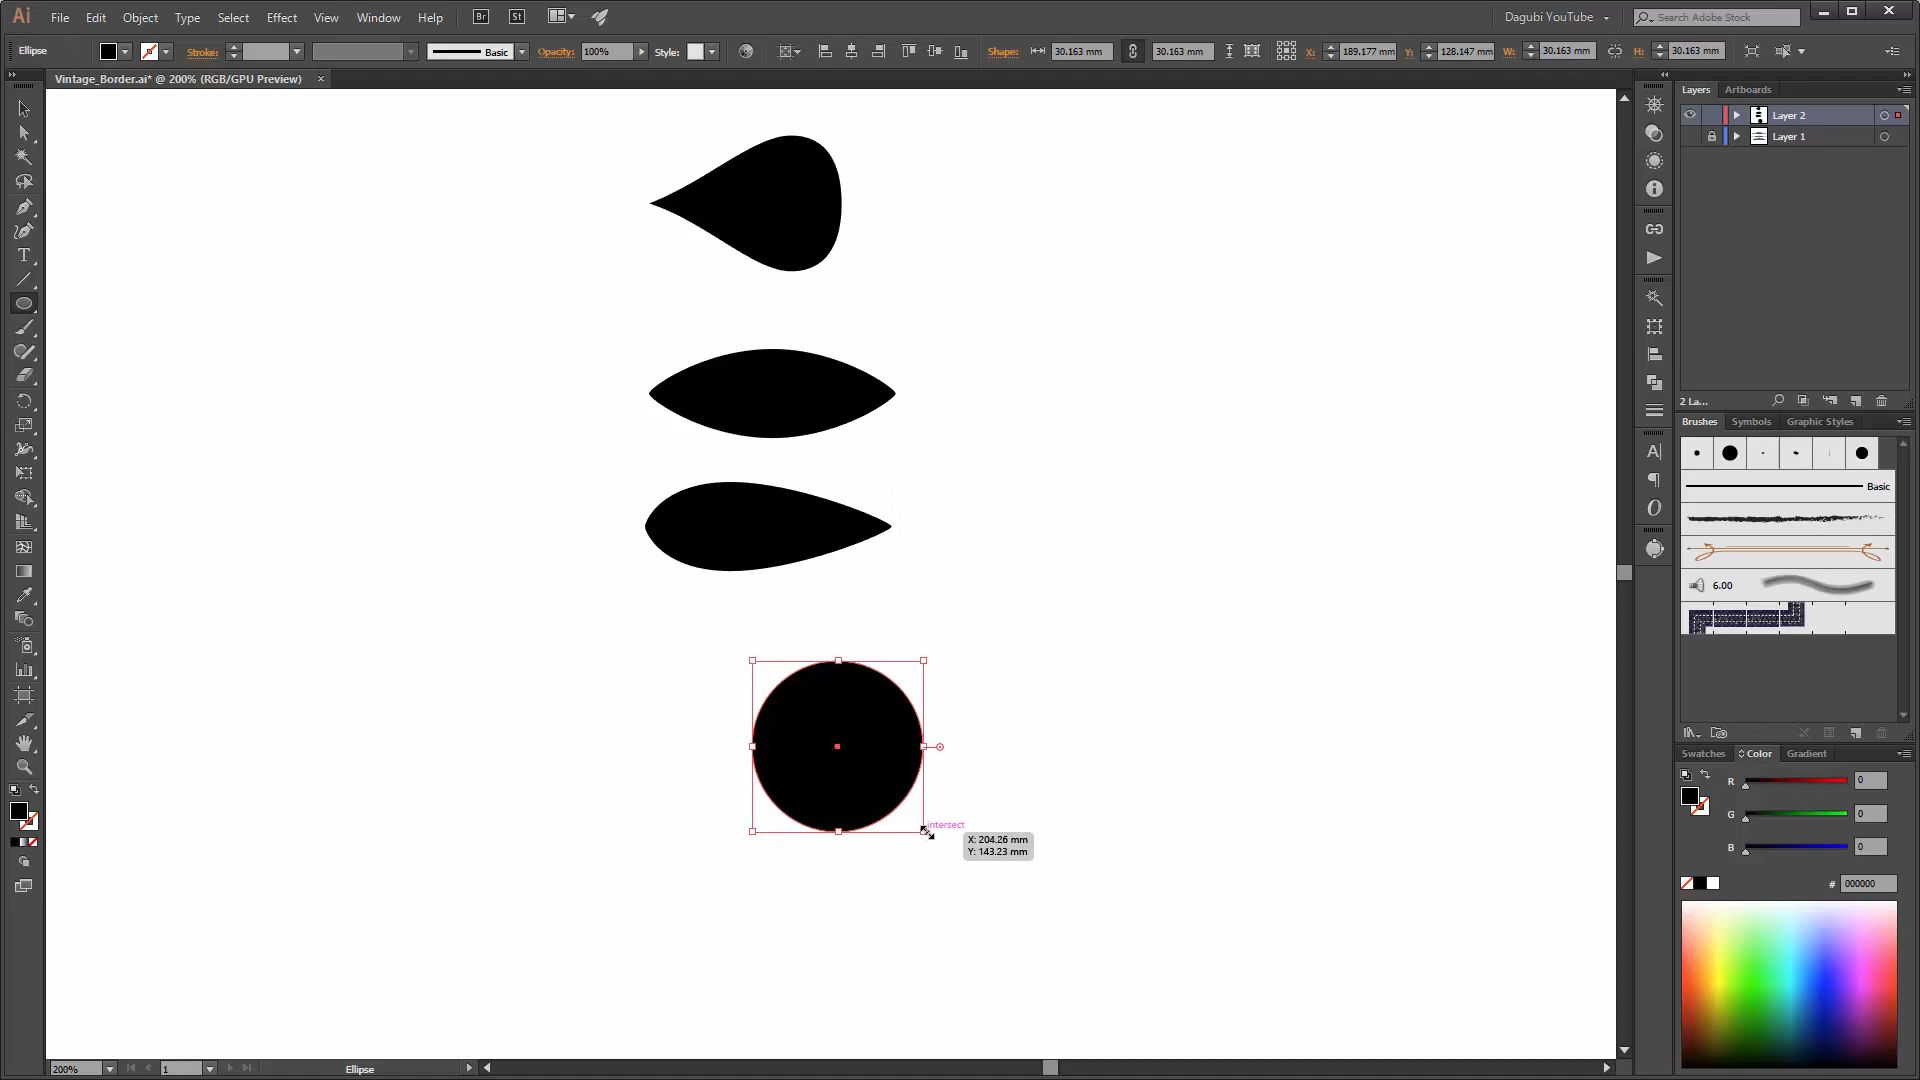 Ai File Edit Object Type Select Effect View Window Help Br St Dagubi YouTube Search Adobe Stock
Ellipse Stroke: Basic Opacity: 100% Style: Shape: 30.163 mm 30.163 mm X: 189.177 mm Y: 128.147 mm W: 30.163 mm H: 30.163 mm
Vintage_Border.ai* @ 200% (RGB/GPU Preview)
Layers Artboards
Layer 2
Layer 1
2 La...
Brushes Symbols Graphic Styles
Basic
6.00
Swatches Color Gradient
R 0
G 0
B 0
# 000000
intersect
X: 204.26 mm
Y: 143.23 mm
200% 1 Ellipse